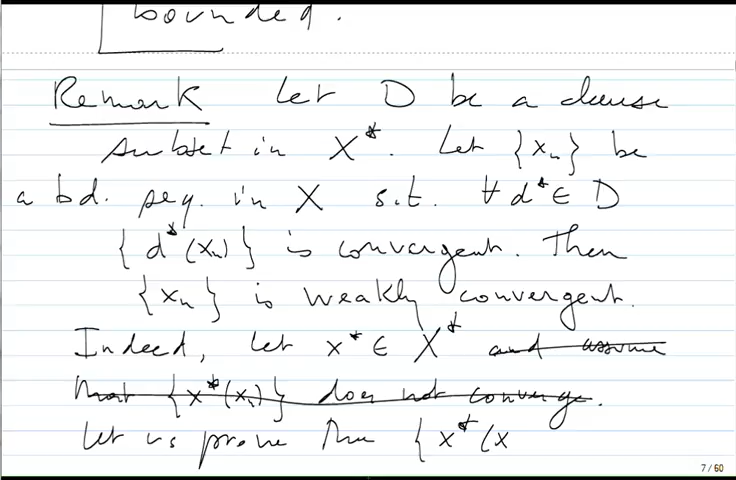 bounded.
Remark Let D be a dense
subset in X*. Let {xₙ} be
a bd. seq. in X s.t. ∀ d* ∈ D
{d*(xₙ)} is convergent. Then
{xₙ} is weakly convergent.
Indeed, let x* ∈ X* and assume
that {x*(xₙ)} does not converge.
Let us prove that {x*(x
7 / 60